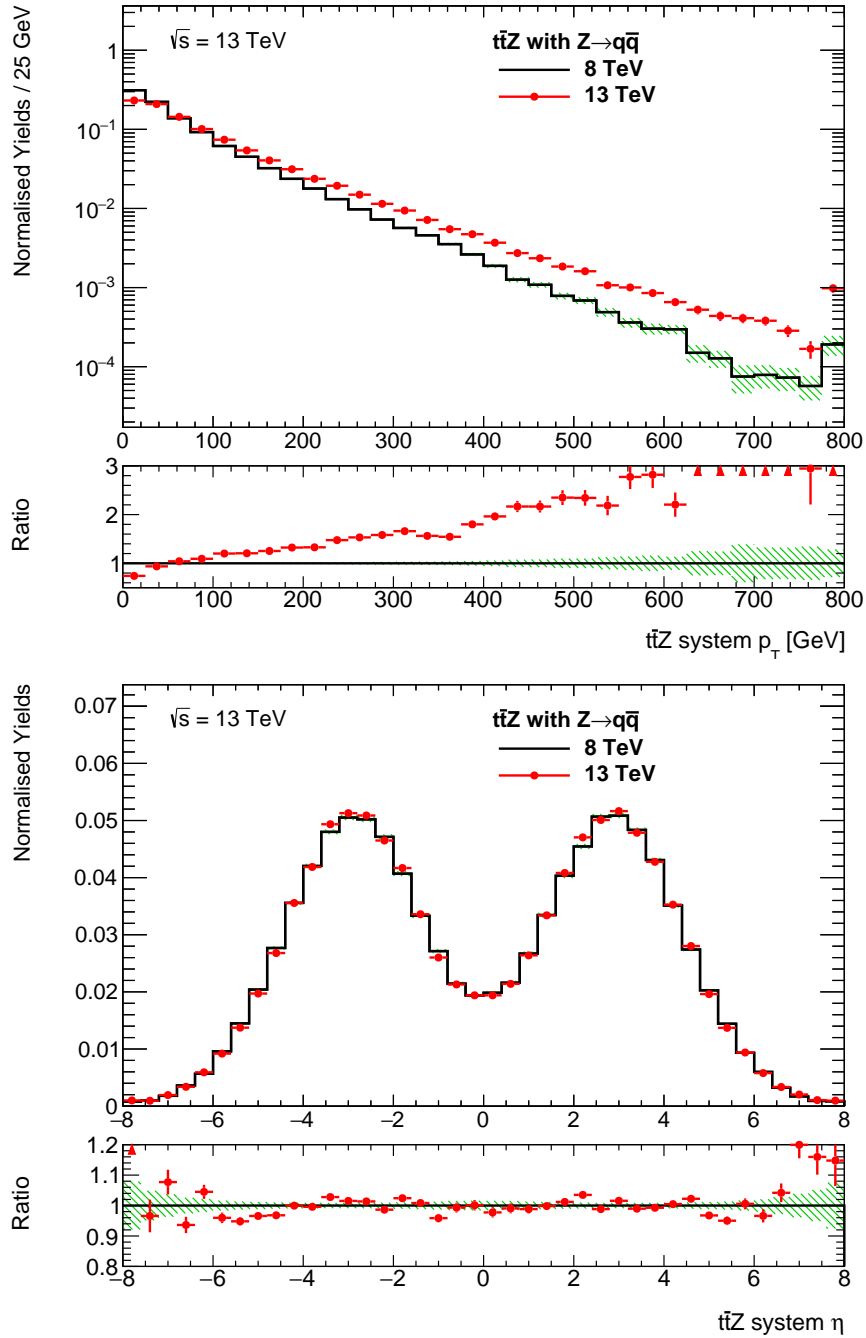 Normalised Yields / 25 GeV
√s = 13 TeV
tt̄Z with Z→qq̄
8 TeV
13 TeV
1
10⁻¹
10⁻²
10⁻³
10⁻⁴
0 100 200 300 400 500 600 700 800
Ratio
3
2
1
0 100 200 300 400 500 600 700 800
tt̄Z system p_T [GeV]
Normalised Yields
√s = 13 TeV
tt̄Z with Z→qq̄
8 TeV
13 TeV
0.07
0.06
0.05
0.04
0.03
0.02
0.01
0
−8 −6 −4 −2 0 2 4 6 8
Ratio
1.2
1.1
1
0.9
0.8
−8 −6 −4 −2 0 2 4 6 8
tt̄Z system η